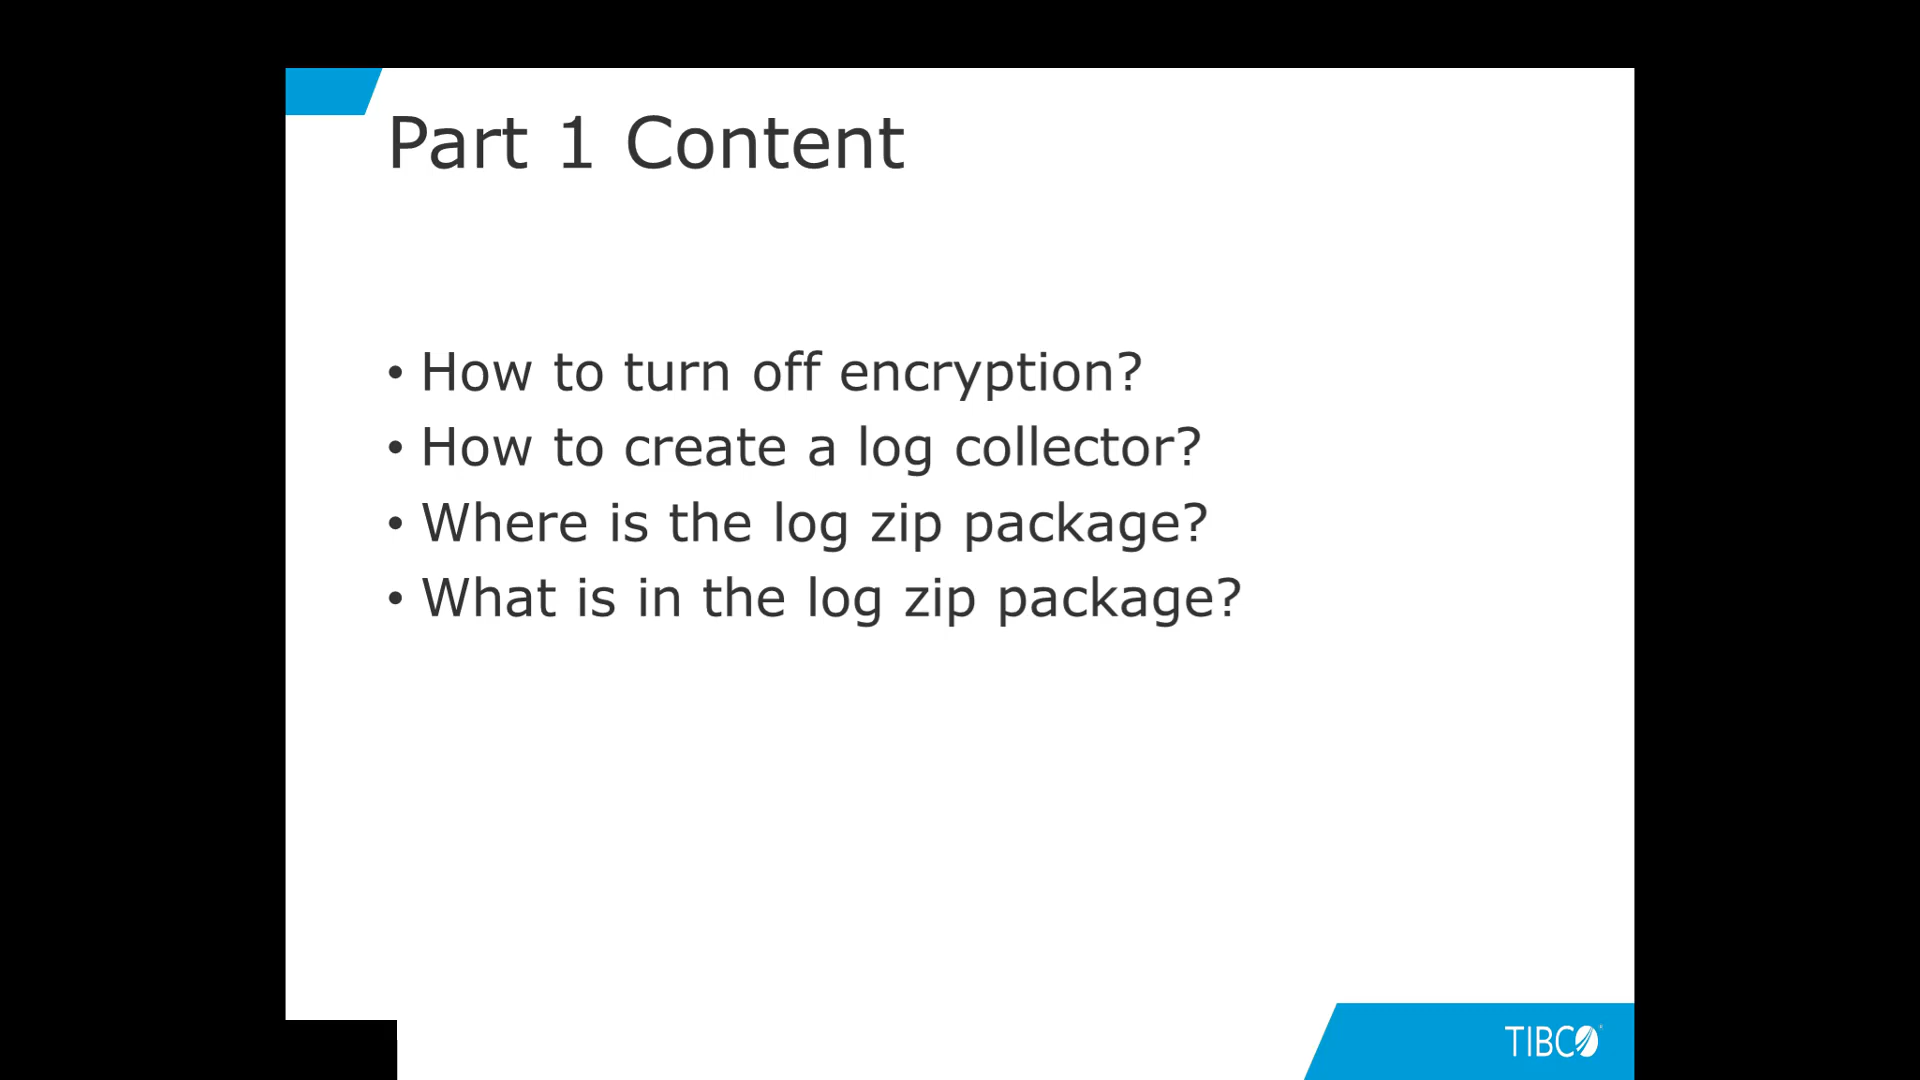 Part 1 Content
• How to turn off encryption?
• How to create a log collector?
• Where is the log zip package?
• What is in the log zip package?
TIBCO